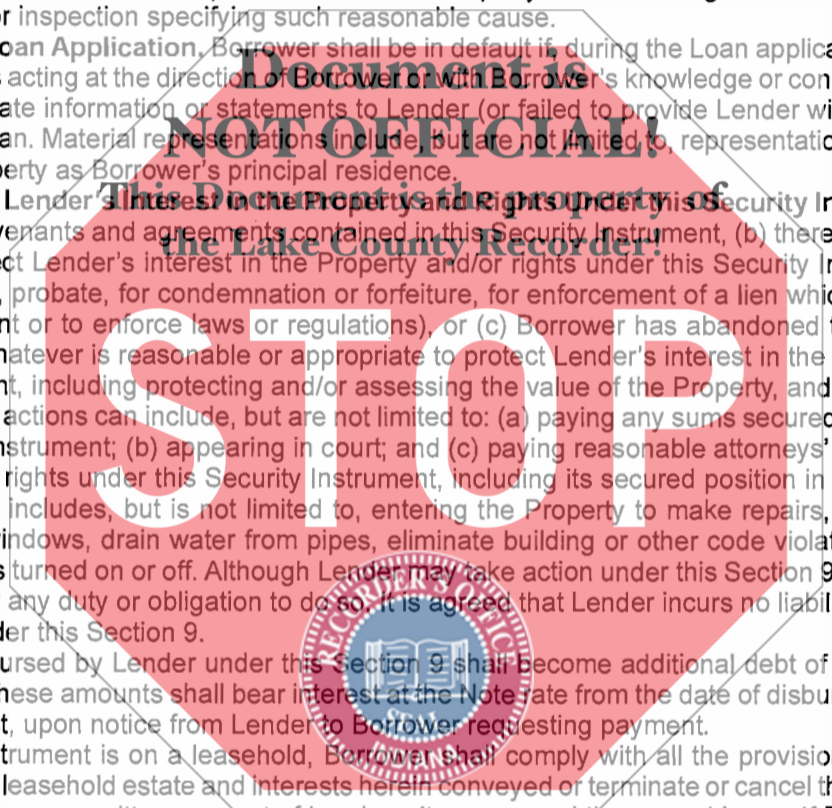 r inspection specifying such reasonable cause.
oan Application. Borrower shall be in default if, during the Loan applica
s acting at the direction of Borrower or with Borrower's knowledge or con
Document is
ate information or statements to Lender (or failed to provide Lender wi
an. Material representations include, but are not limited to, representatio
NOT OFFICIAL!
erty as Borrower's principal residence.
Lender's Interest in the Property and Rights Under this Security In
This Document is the property of
venants and agreements contained in this Security Instrument, (b) there
the Lake County Recorder!
ct Lender's interest in the Property and/or rights under this Security In
, probate, for condemnation or forfeiture, for enforcement of a lien whic
nt or to enforce laws or regulations), or (c) Borrower has abandoned
hatever is reasonable or appropriate to protect Lender's interest in the
nt, including protecting and/or assessing the value of the Property, and
actions can include, but are not limited to: (a) paying any sums secured
STOP
nstrument; (b) appearing in court; and (c) paying reasonable attorneys'
rights under this Security Instrument, including its secured position in
includes, but is not limited to, entering the Property to make repairs,
indows, drain water from pipes, eliminate building or other code violat
s turned on or off. Although Lender may take action under this Section 9
any duty or obligation to do so. It is agreed that Lender incurs no liabil
der this Section 9.
RECORDER'S OFFICE
ursed by Lender under this Section 9 shall become additional debt of
hese amounts shall bear interest at the Note rate from the date of disbu
t, upon notice from Lender to Borrower requesting payment.
INDIANA
trument is on a leasehold, Borrower shall comply with all the provisio
leasehold estate and interests herein conveyed or terminate or cancel th